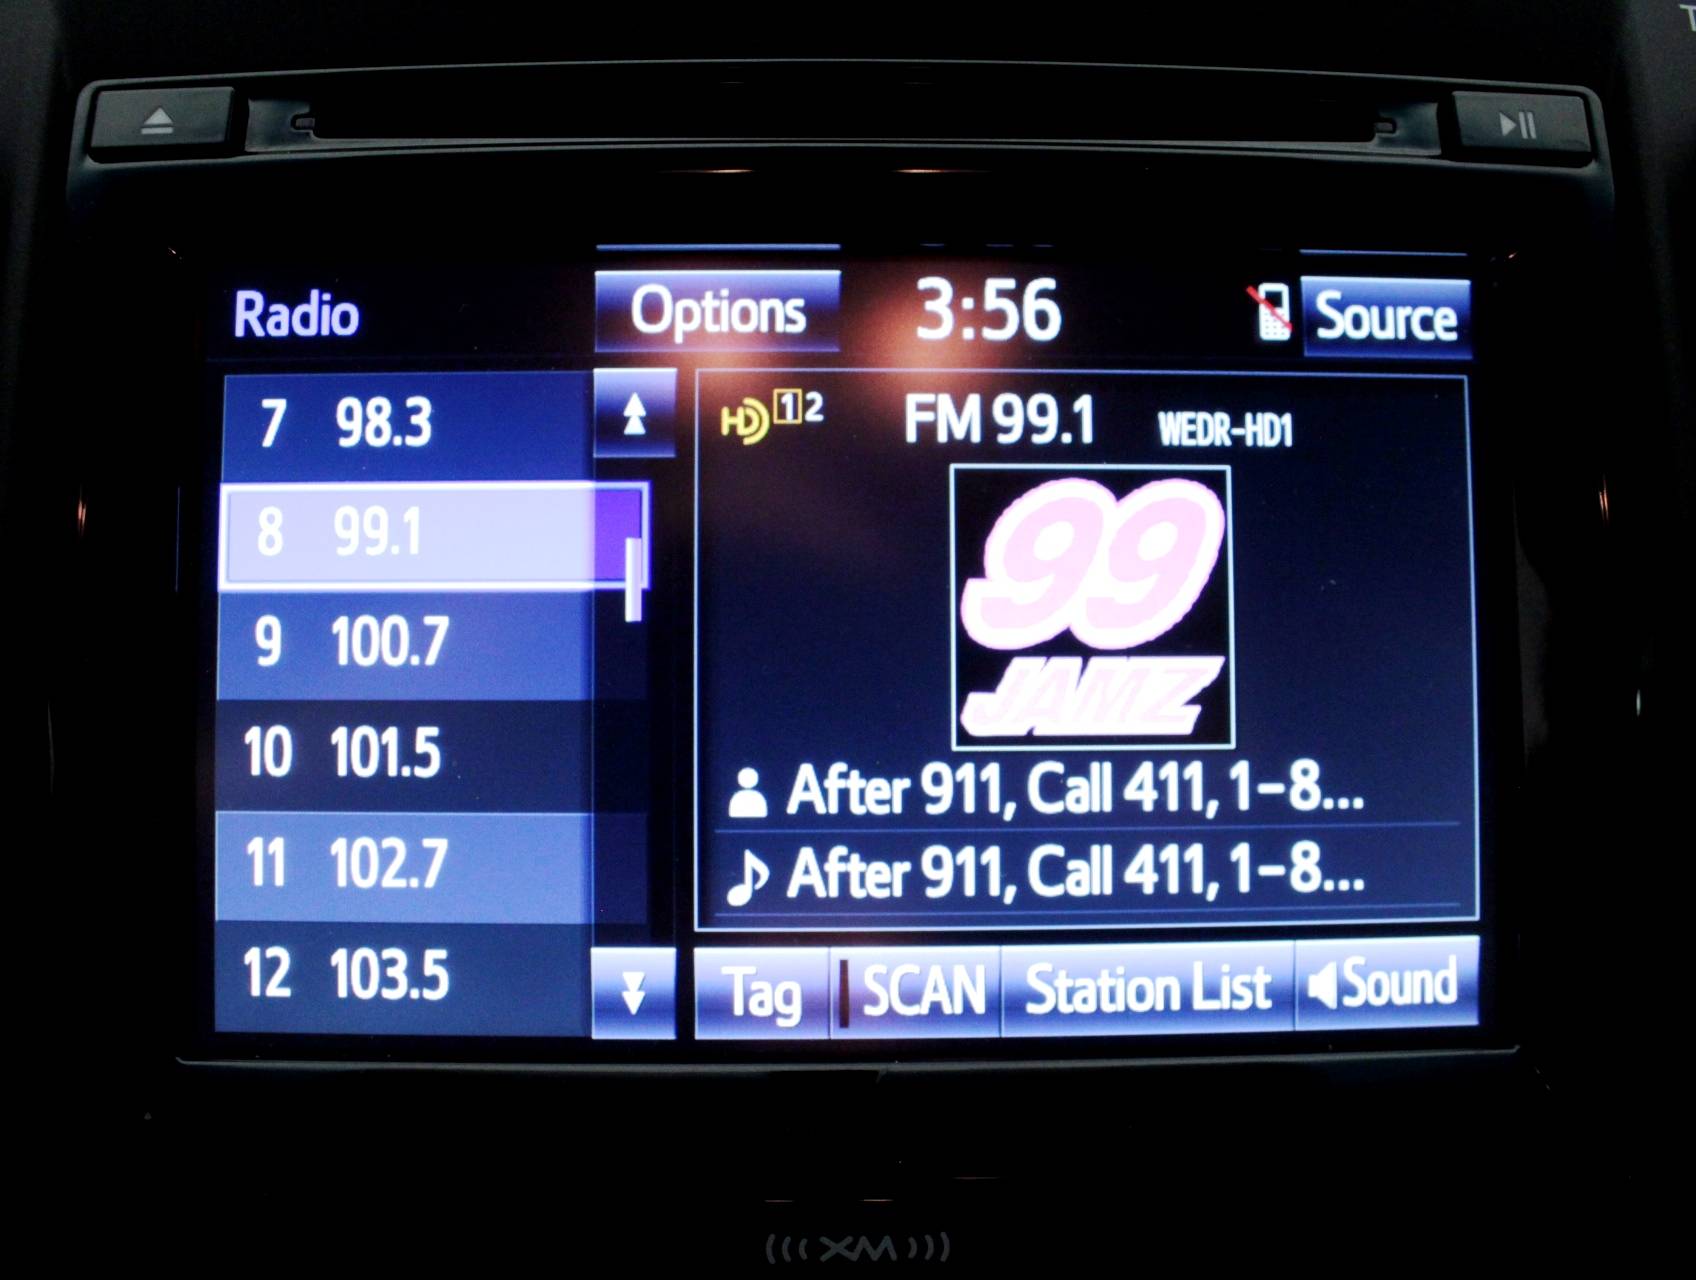 T
Radio
Options
3:56
Source
7 98.3
8 99.1
9 100.7
10 101.5
11 102.7
12 103.5
HD 1 2
FM 99.1
WEDR-HD1
99
JAMZ
After 911, Call 411, 1-8...
After 911, Call 411, 1-8...
Tag
SCAN
Station List
Sound
XM